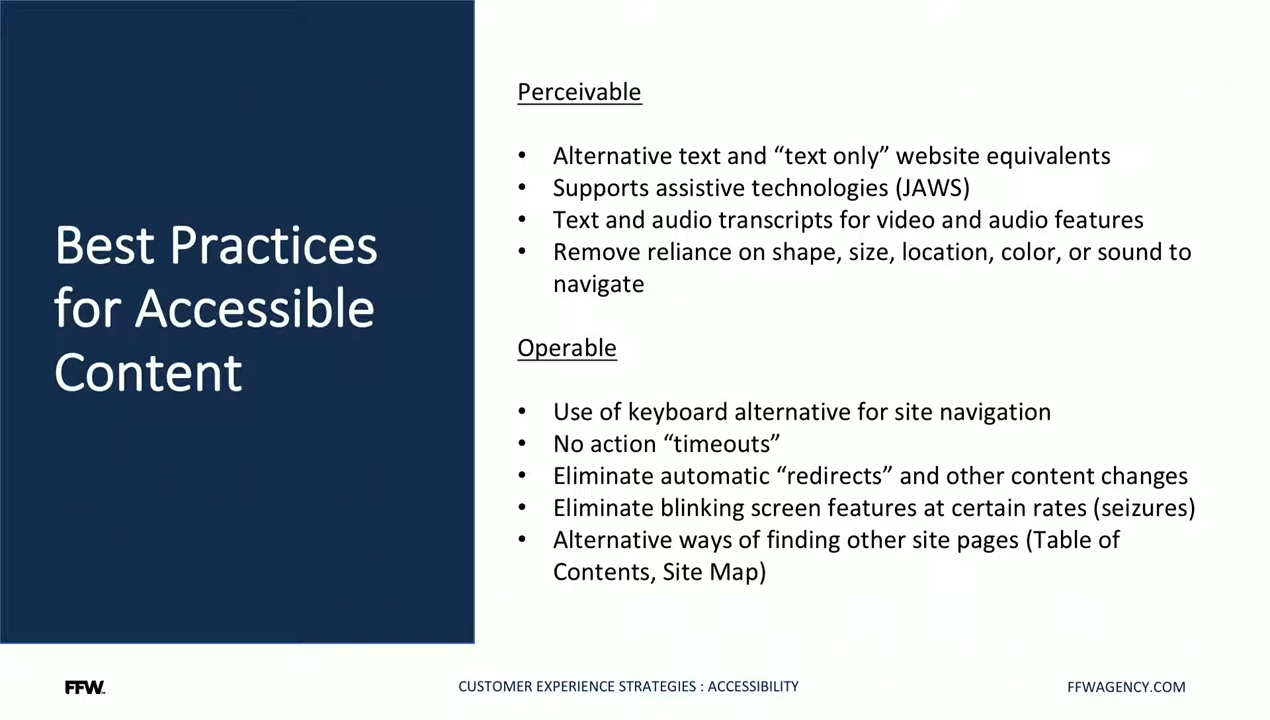 Best Practices
for Accessible
Content
Perceivable
• Alternative text and “text only” website equivalents
• Supports assistive technologies (JAWS)
• Text and audio transcripts for video and audio features
• Remove reliance on shape, size, location, color, or sound to
navigate
Operable
• Use of keyboard alternative for site navigation
• No action “timeouts”
• Eliminate automatic “redirects” and other content changes
• Eliminate blinking screen features at certain rates (seizures)
• Alternative ways of finding other site pages (Table of
Contents, Site Map)
FFW
CUSTOMER EXPERIENCE STRATEGIES : ACCESSIBILITY
FFWAGENCY.COM